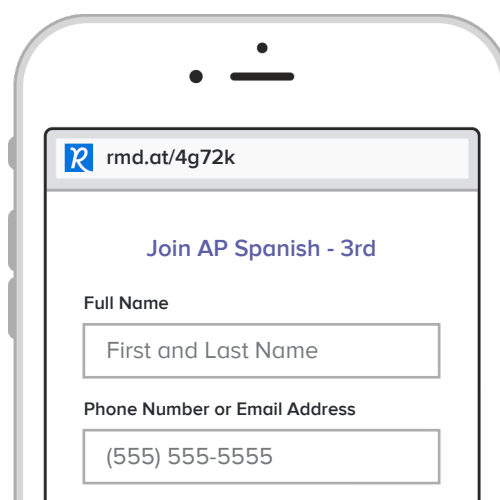 rmd.at/4g72k
Join AP Spanish - 3rd
Full Name
First and Last Name
Phone Number or Email Address
(555) 555-5555